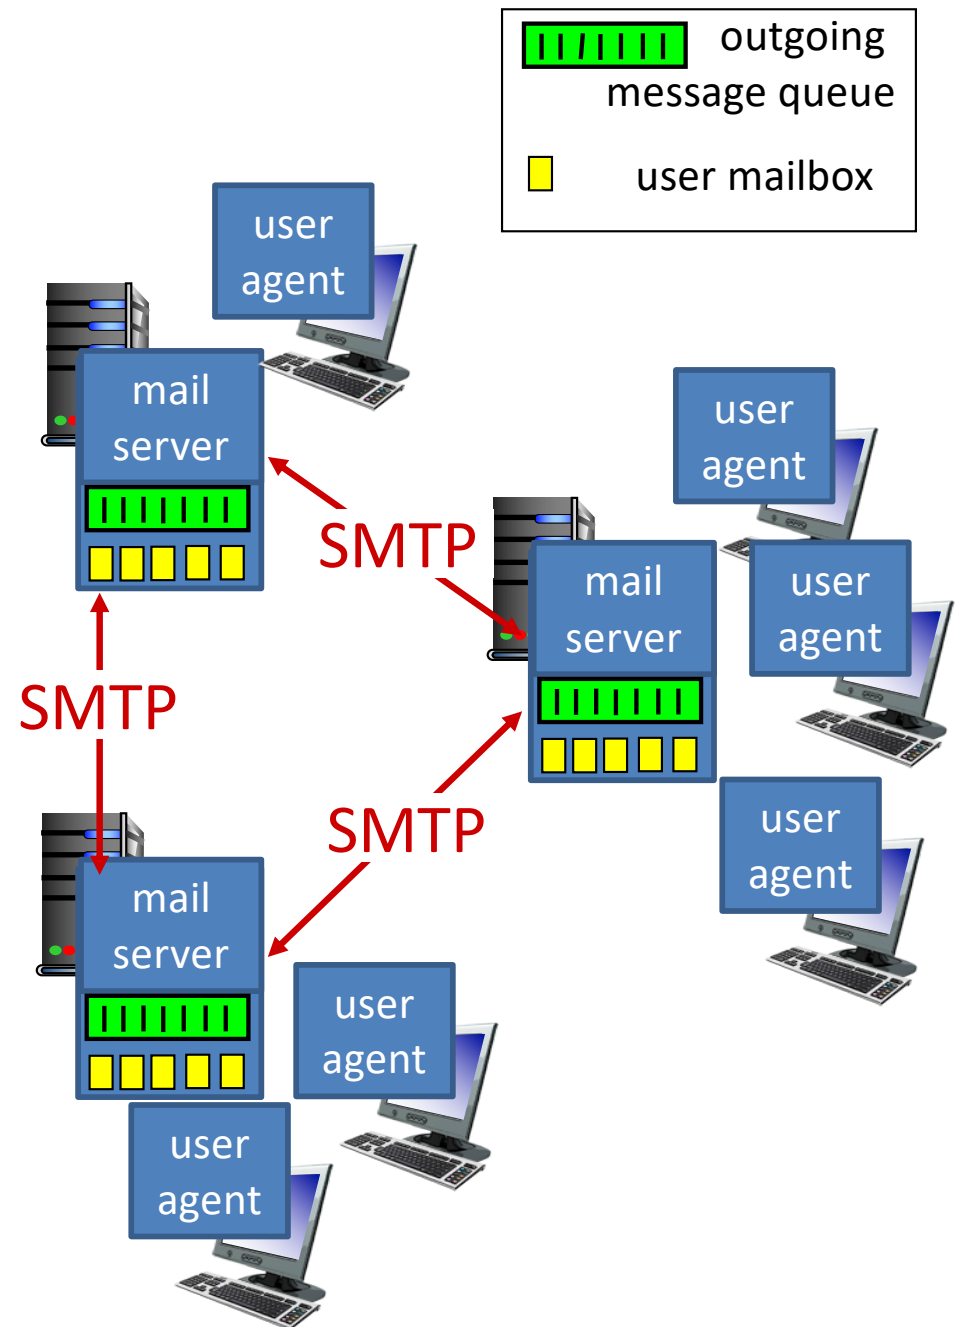 outgoing
message queue
user mailbox
user
agent
mail
server
user
agent
SMTP
mail
server
user
agent
SMTP
user
agent
SMTP
mail
server
user
agent
user
agent